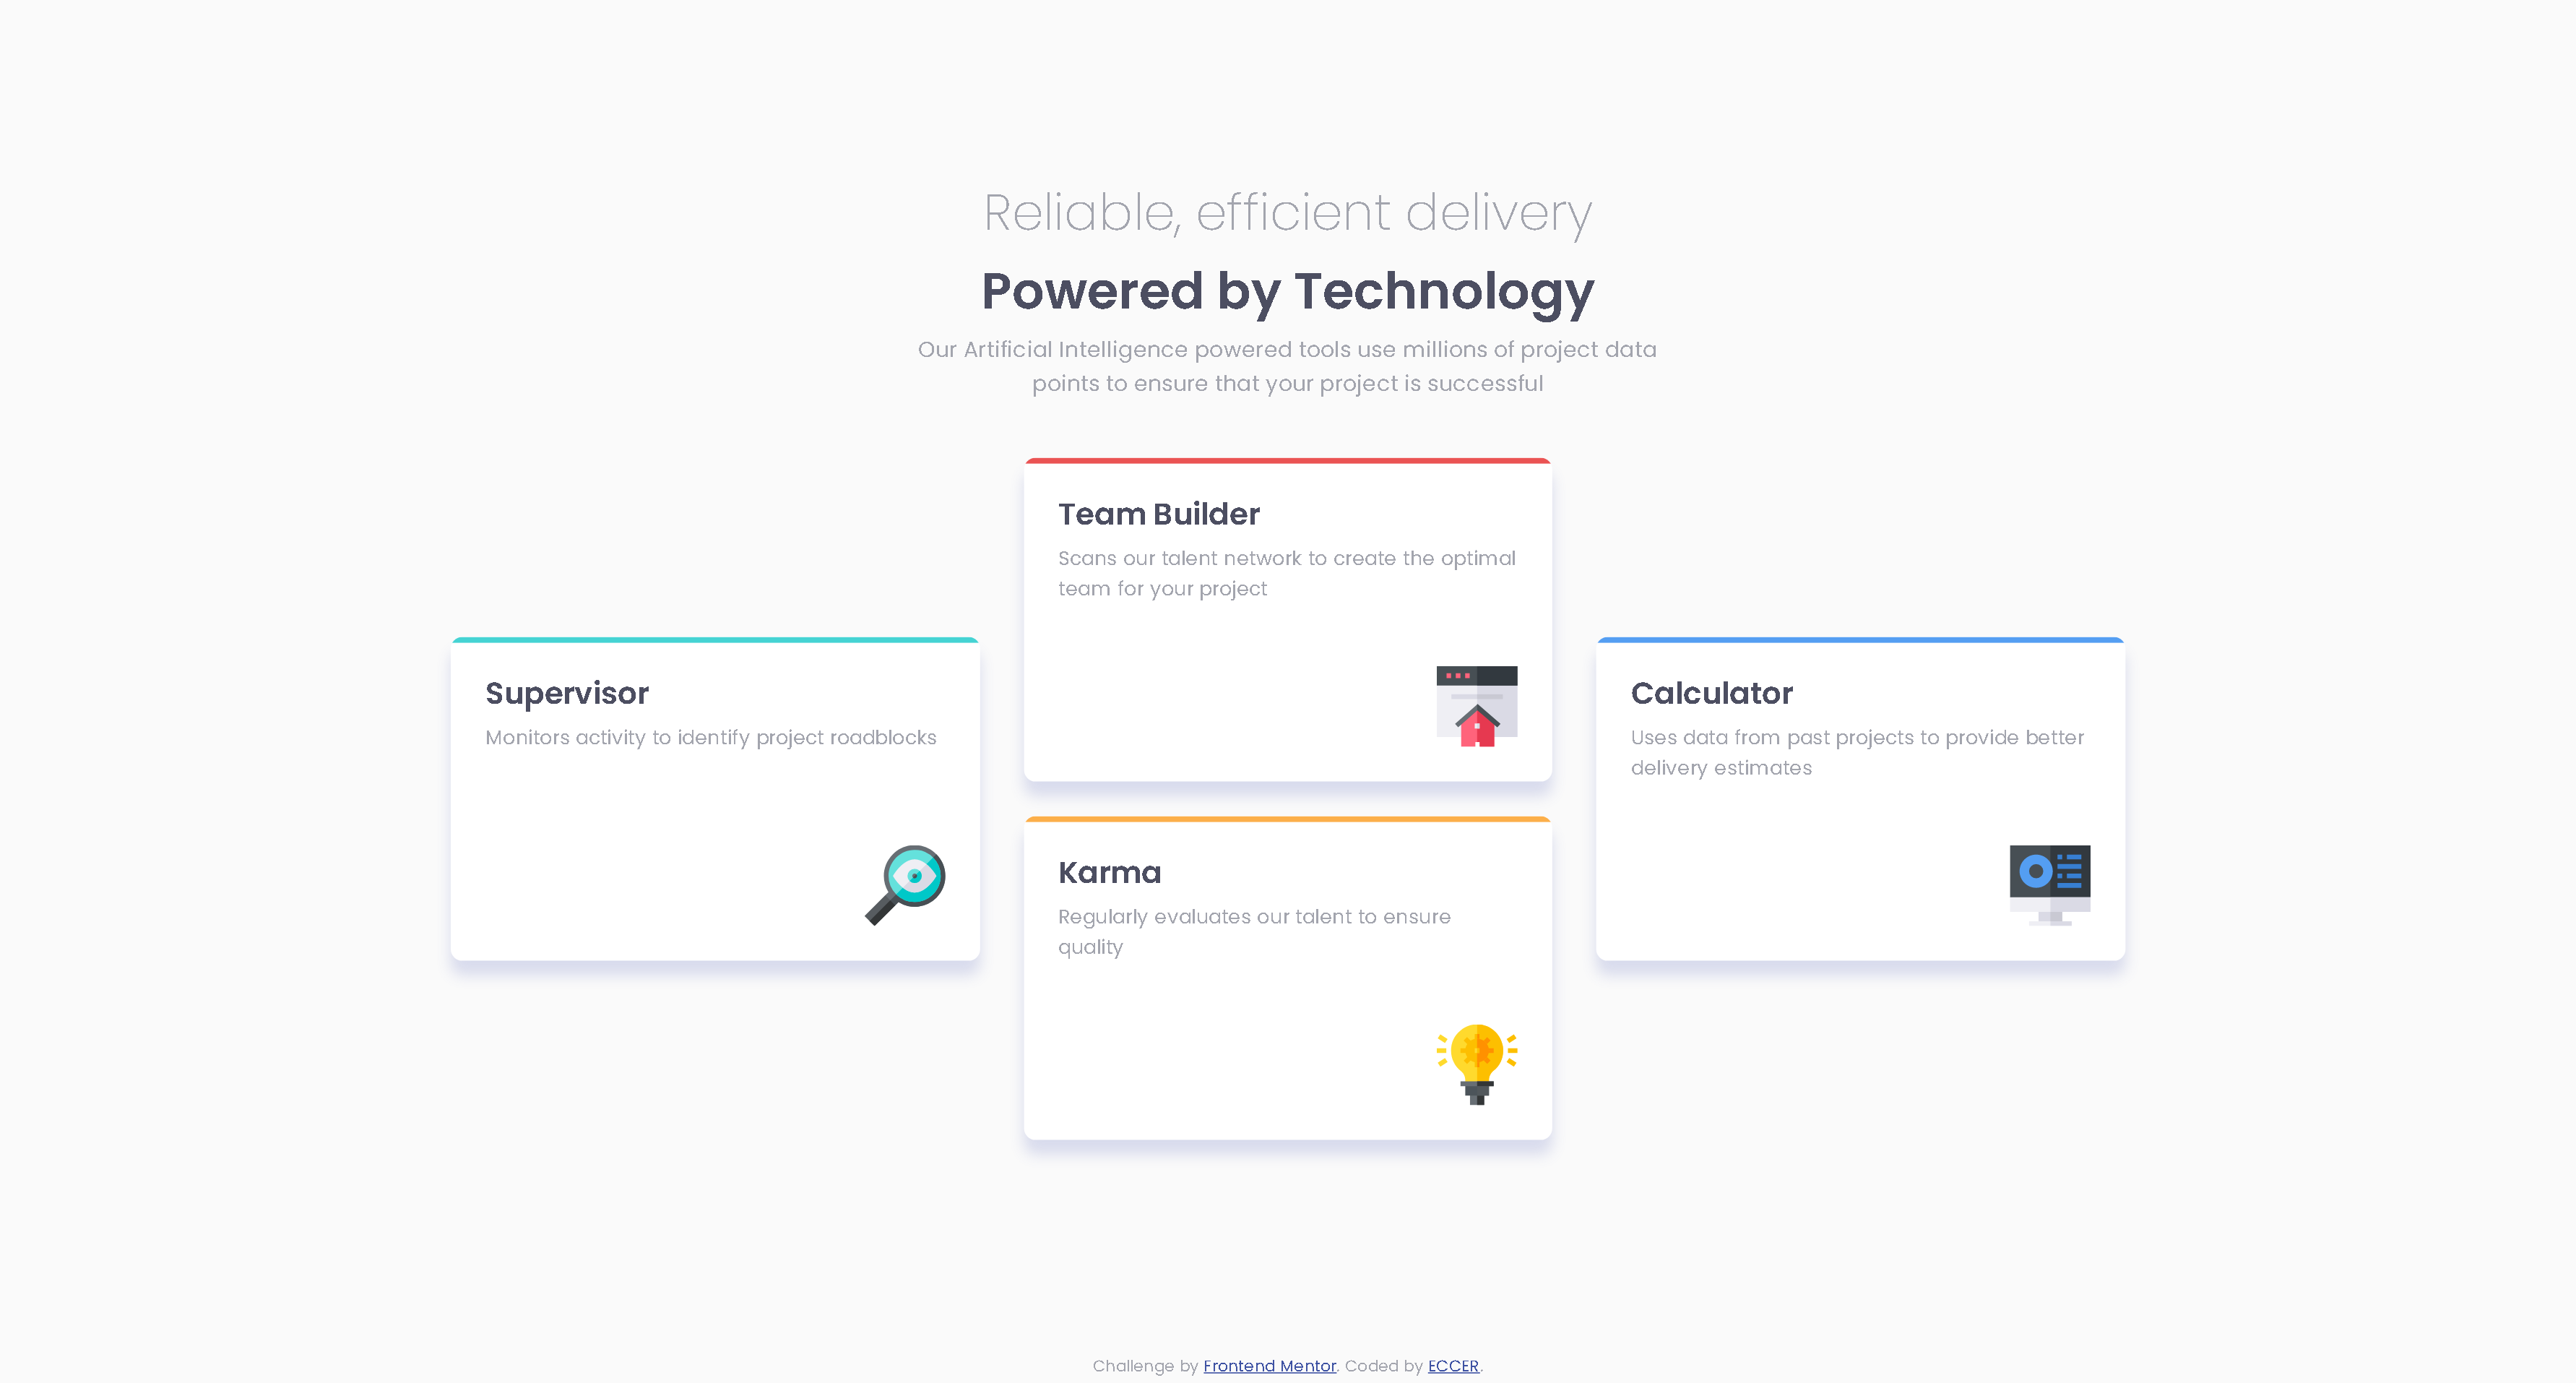 Reliable, efficient delivery
Powered by Technology
Our Artificial Intelligence powered tools use millions of project data
points to ensure that your project is successful
Supervisor
Monitors activity to identify project roadblocks
Team Builder
Scans our talent network to create the optimal
team for your project
Karma
Regularly evaluates our talent to ensure
quality
Calculator
Uses data from past projects to provide better
delivery estimates
Challenge by Frontend Mentor. Coded by ECCER.